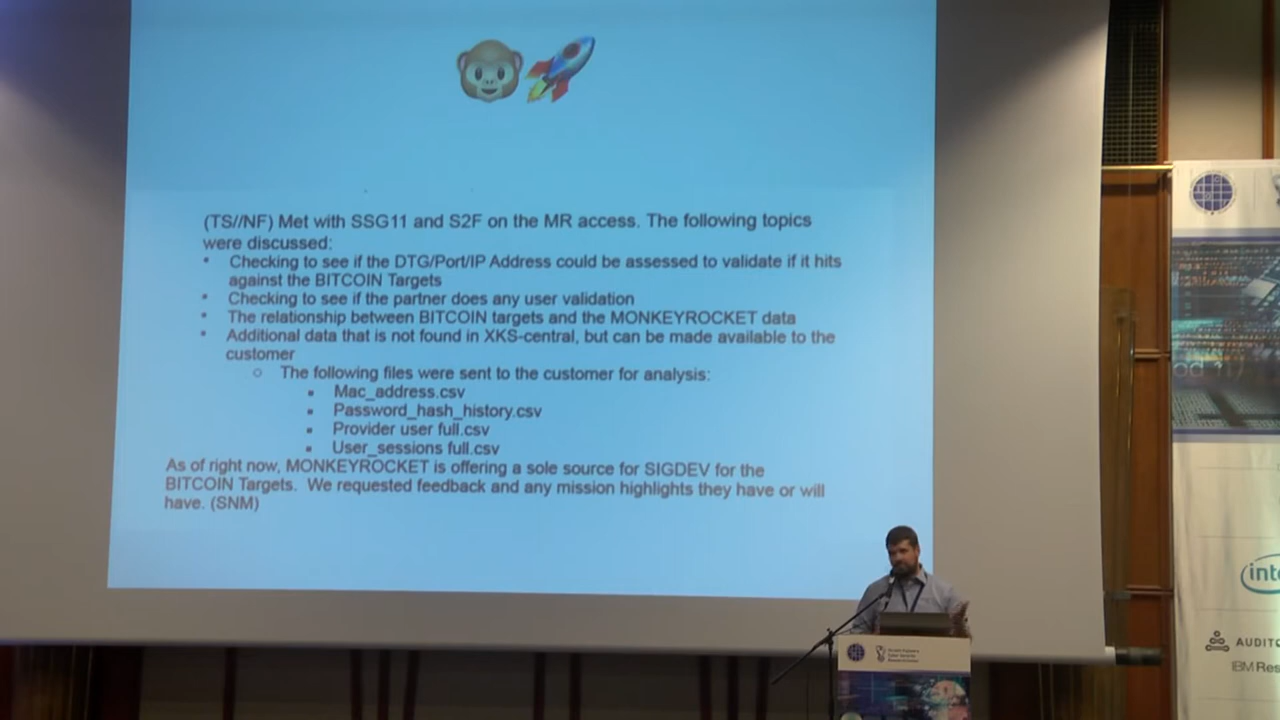 (TS//NF) Met with SSG11 and S2F on the MR access. The following topics
were discussed:
Checking to see if the DTG/Port/IP Address could be assessed to validate if it hits
against the BITCOIN Targets
Checking to see if the partner does any user validation
The relationship between BITCOIN targets and the MONKEYROCKET data
Additional data that is not found in XKS-central, but can be made available to the
customer
The following files were sent to the customer for analysis:
Mac_address.csv
Password_hash_history.csv
Provider user full.csv
User_sessions full.csv
As of right now, MONKEYROCKET is offering a sole source for SIGDEV for the
BITCOIN Targets. We requested feedback and any mission highlights they have or will
have. (SNM)
inte
AUDITO
IBM Res